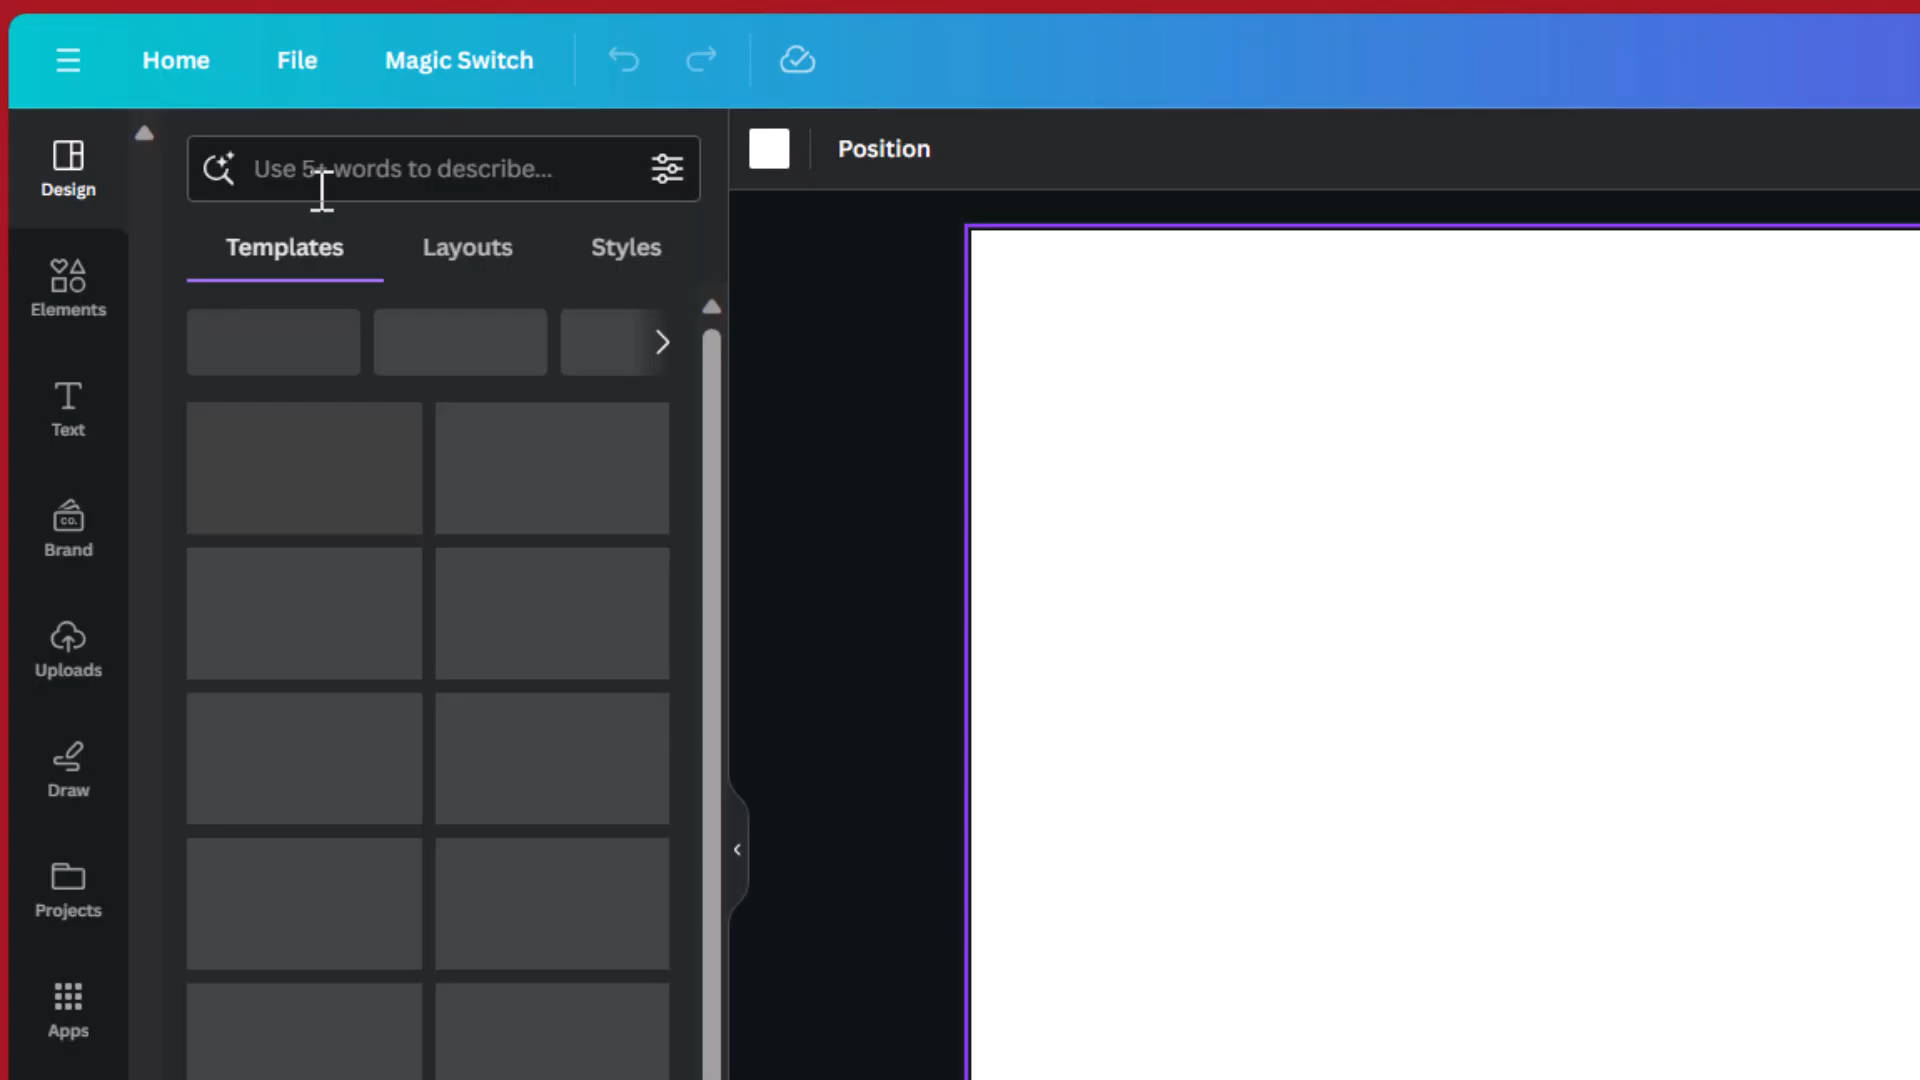 Home File Magic Switch
Design
Use 5+ words to describe...
Position
Templates Layouts Styles
Elements
Text
CO.
Brand
Uploads
Draw
Projects
Apps